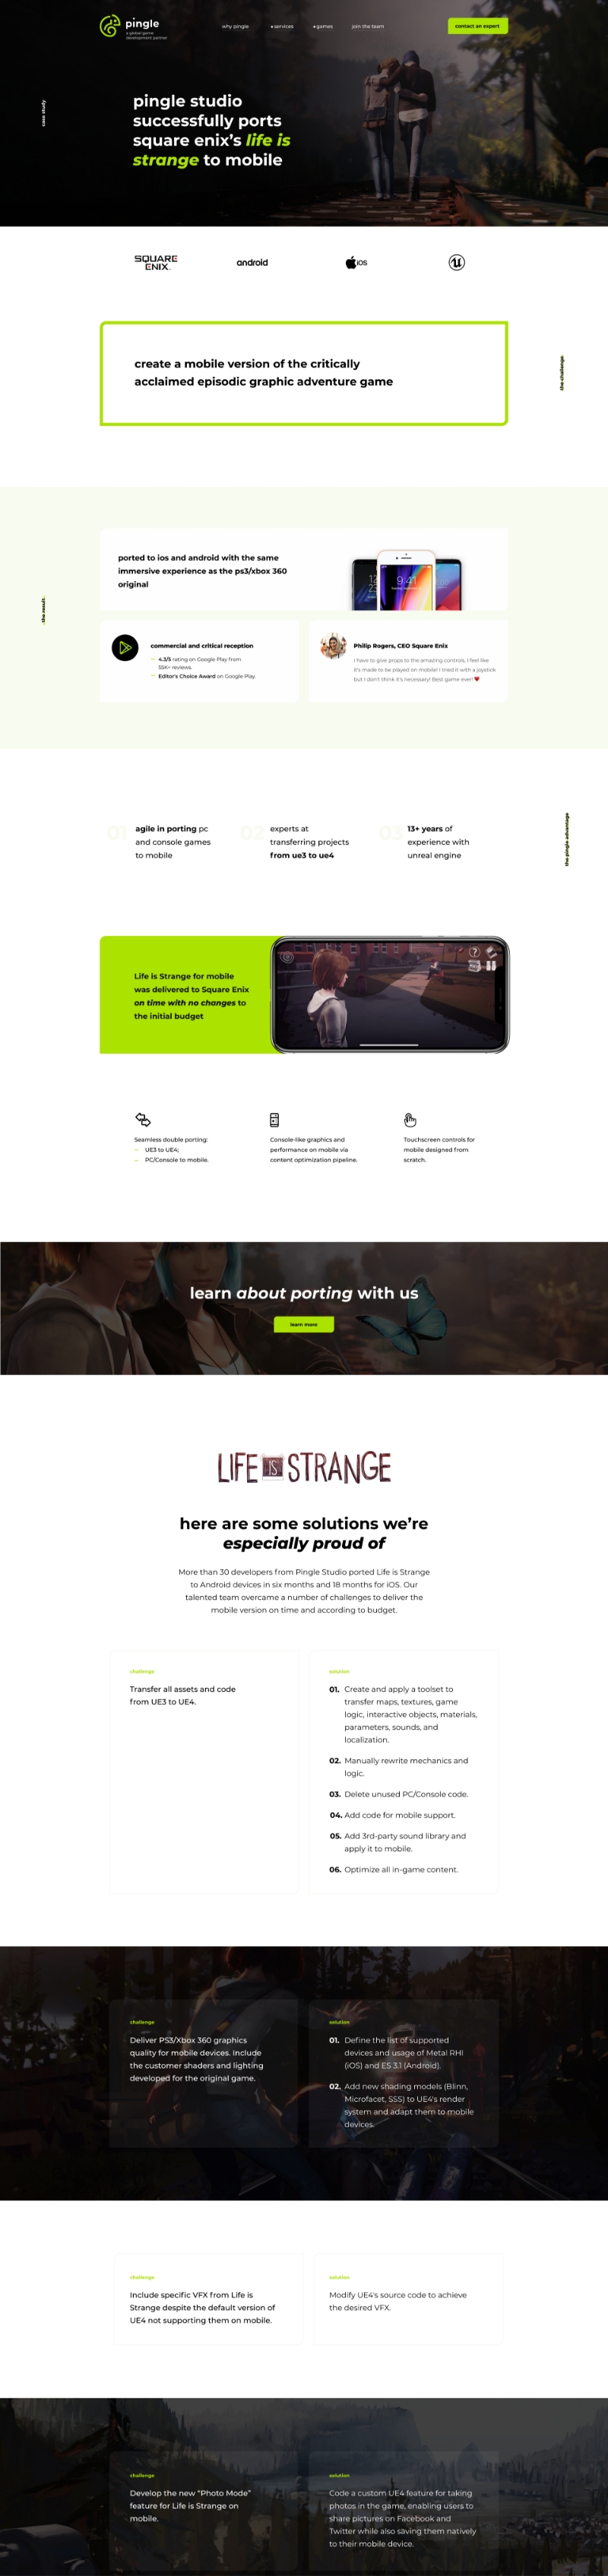 pingle
a global game
development partner
why pingle
services
games
join the team
contact an expert
case study
pingle studio
successfully ports
square enix's life is
strange to mobile
SQUARE
ENIX
android
iOS
create a mobile version of the critically
acclaimed episodic graphic adventure game
the challenge
ported to ios and android with the same
immersive experience as the ps3/xbox 360
original
9:41
the result
commercial and critical reception
4.3/5 rating on Google Play from
55K+ reviews.
Editor's Choice Award on Google Play.
Philip Rogers, CEO Square Enix
I have to give props to the amazing controls, I feel like
it's made to be played on mobile! I tried it with a joystick
but I don't think it's necessary! Best game ever! ❤️
01 agile in porting pc
and console games
to mobile
02 experts at
transferring projects
from ue3 to ue4
03 13+ years of
experience with
unreal engine
the pingle advantage
Life is Strange for mobile
was delivered to Square Enix
on time with no changes to
the initial budget
Seamless double porting:
UE3 to UE4;
PC/Console to mobile.
Console-like graphics and
performance on mobile via
content optimization pipeline.
Touchscreen controls for
mobile designed from
scratch.
learn about porting with us
learn more
LIFE IS STRANGE
here are some solutions we're
especially proud of
More than 30 developers from Pingle Studio ported Life is Strange
to Android devices in six months and 18 months for iOS. Our
talented team overcame a number of challenges to deliver the
mobile version on time and according to budget.
challenge
Transfer all assets and code
from UE3 to UE4.
solution
01. Create and apply a toolset to
transfer maps, textures, game
logic, interactive objects, materials,
parameters, sounds, and
localization.
02. Manually rewrite mechanics and
logic.
03. Delete unused PC/Console code.
04. Add code for mobile support.
05. Add 3rd-party sound library and
apply it to mobile.
06. Optimize all in-game content.
challenge
Deliver PS3/Xbox 360 graphics
quality for mobile devices. Include
the customer shaders and lighting
developed for the original game.
solution
01. Define the list of supported
devices and usage of Metal RHI
(iOS) and ES 3.1 (Android).
02. Add new shading models (Blinn,
Microfacet, SSS) to UE4's render
system and adapt them to mobile
devices.
challenge
Include specific VFX from Life is
Strange despite the default version of
UE4 not supporting them on mobile.
solution
Modify UE4's source code to achieve
the desired VFX.
challenge
Develop the new "Photo Mode"
feature for Life is Strange on
mobile.
solution
Code a custom UE4 feature for taking
photos in the game, enabling users to
share pictures on Facebook and
Twitter while also saving them natively
to their mobile device.